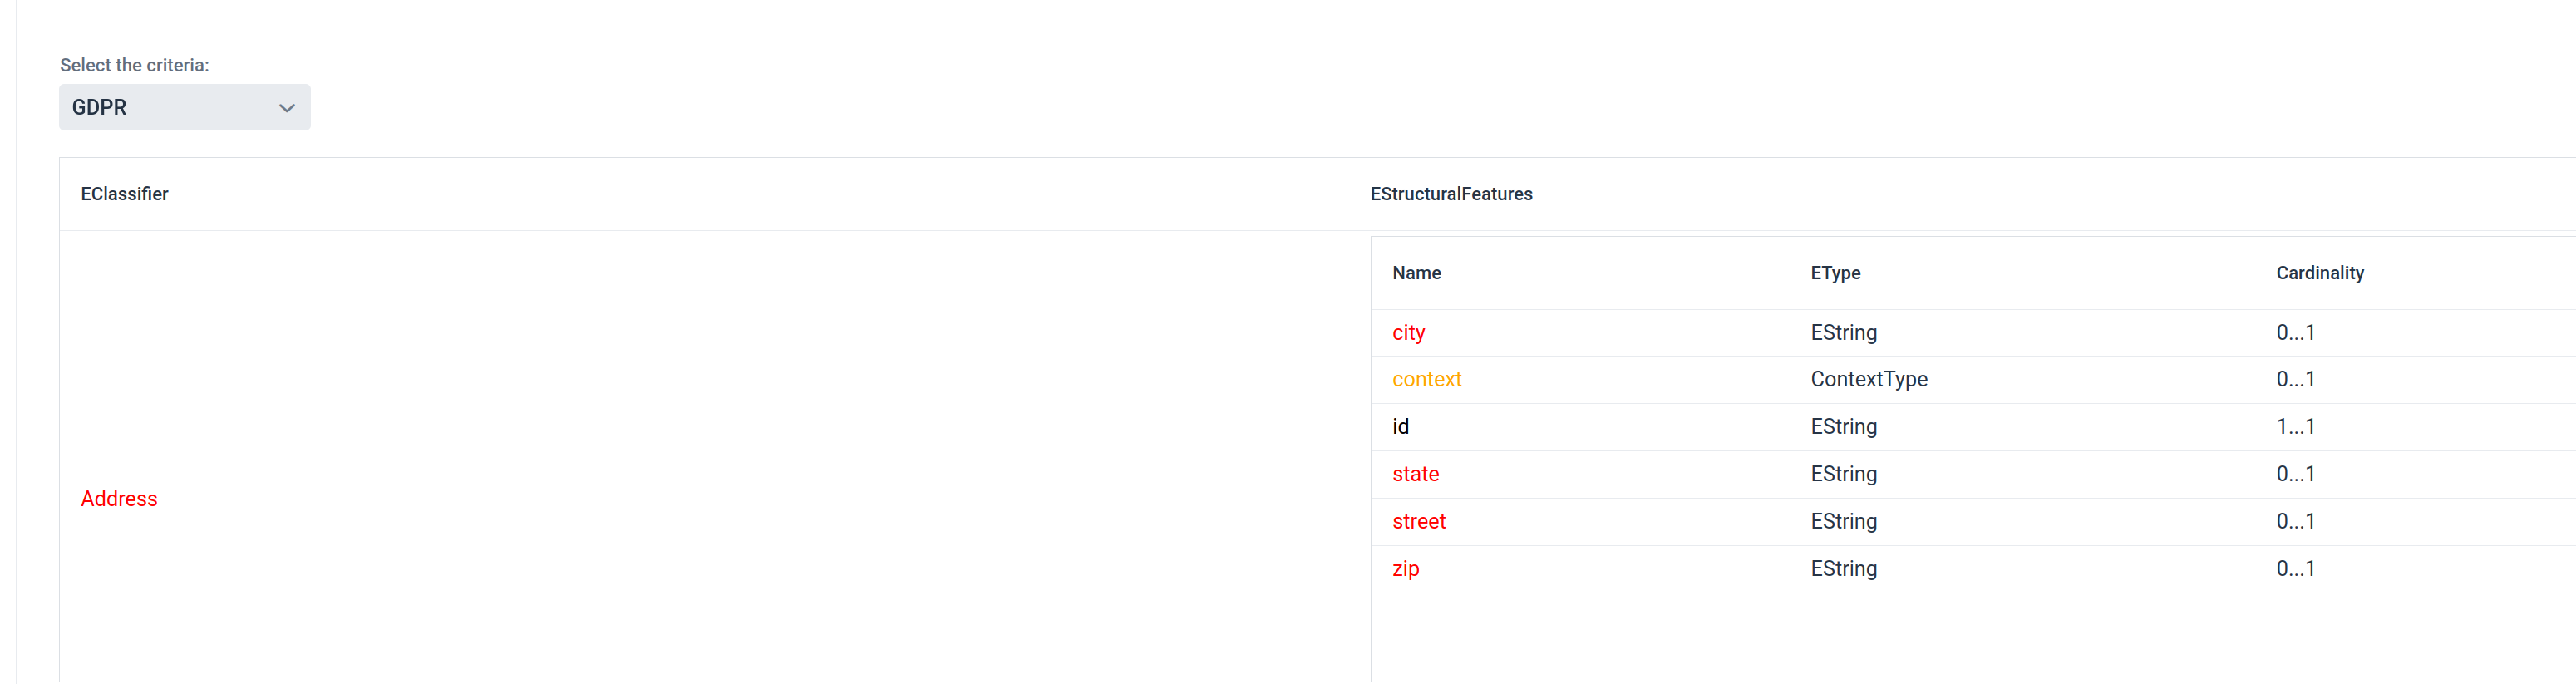 Select the criteria:
GDPR
EClassifier EStructuralFeatures
Name EType Cardinality
city EString 0...1
context ContextType 0...1
id EString 1...1
state EString 0...1
Address
street EString 0...1
zip EString 0...1